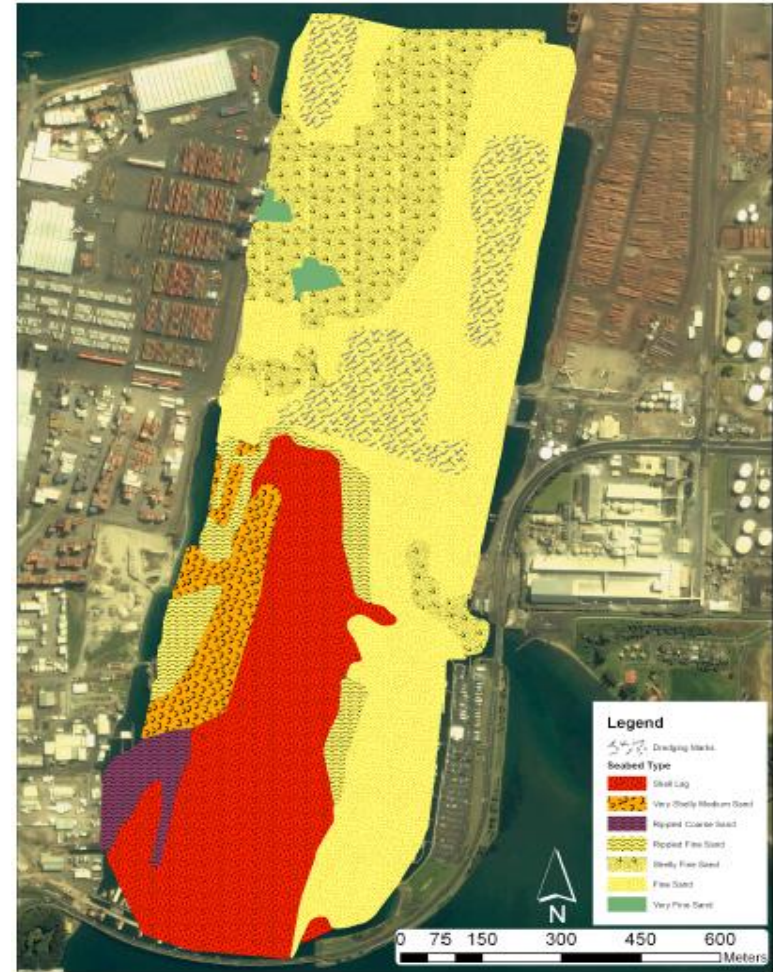 Legend
Dredging Marks
Seabed Type
Shell Lag
Very Shelly Medium Sand
Rippled Coarse Sand
Rippled Fine Sand
Shelly Fine Sand
Fine Sand
Very Fine Sand
N
0 75 150 300 450 600
Meters